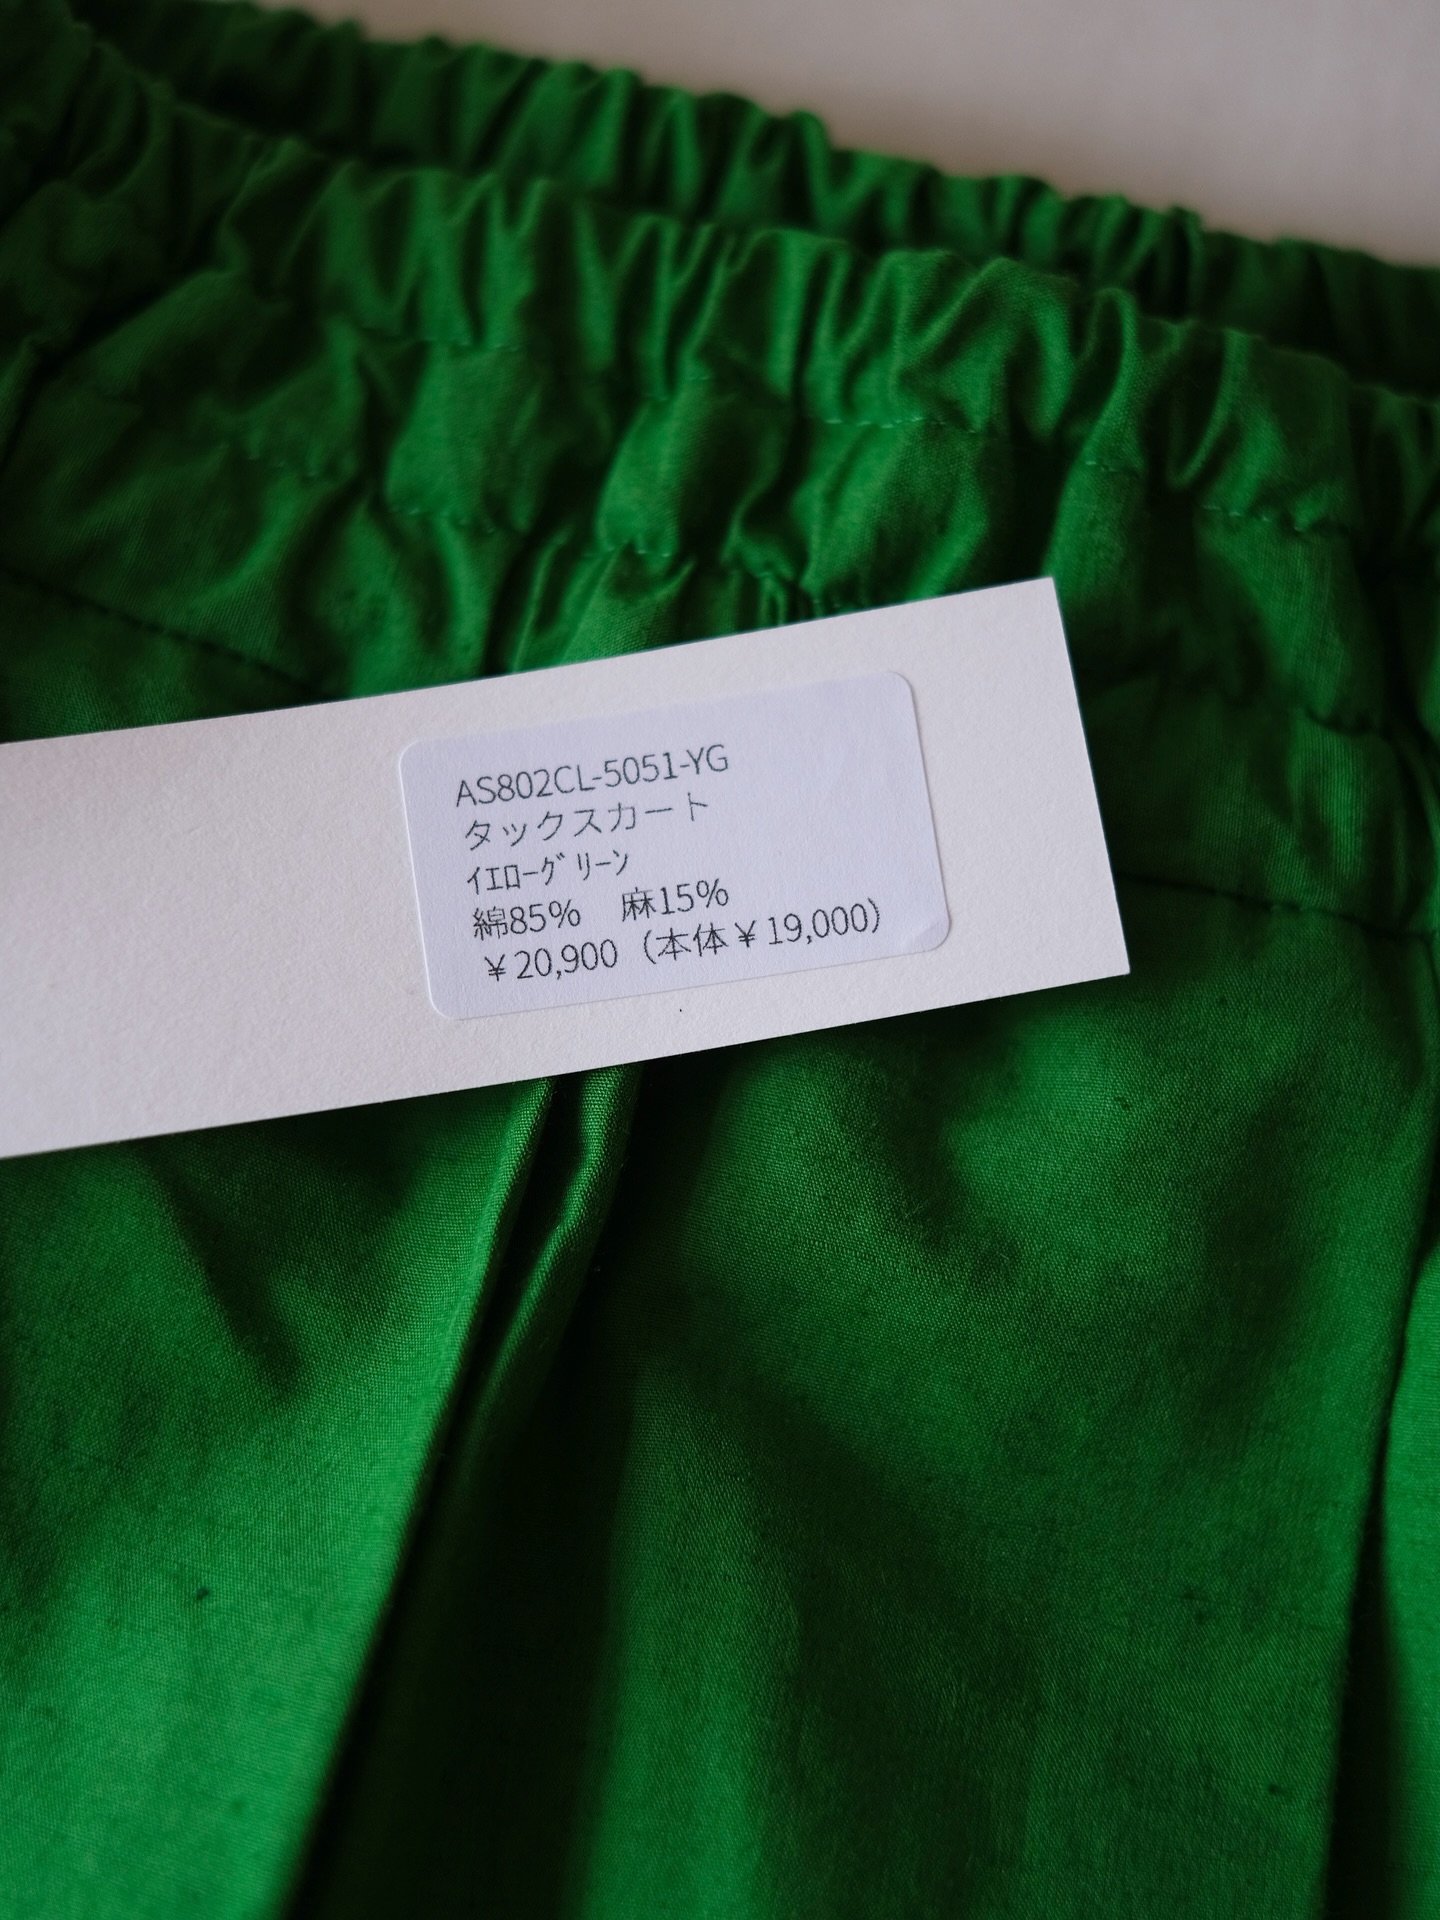 AS802CL-5051-YG
タックスカート
ｲｴﾛｰｸﾞﾘｰﾝ
綿85%　麻15%
￥20,900（本体￥19,000）